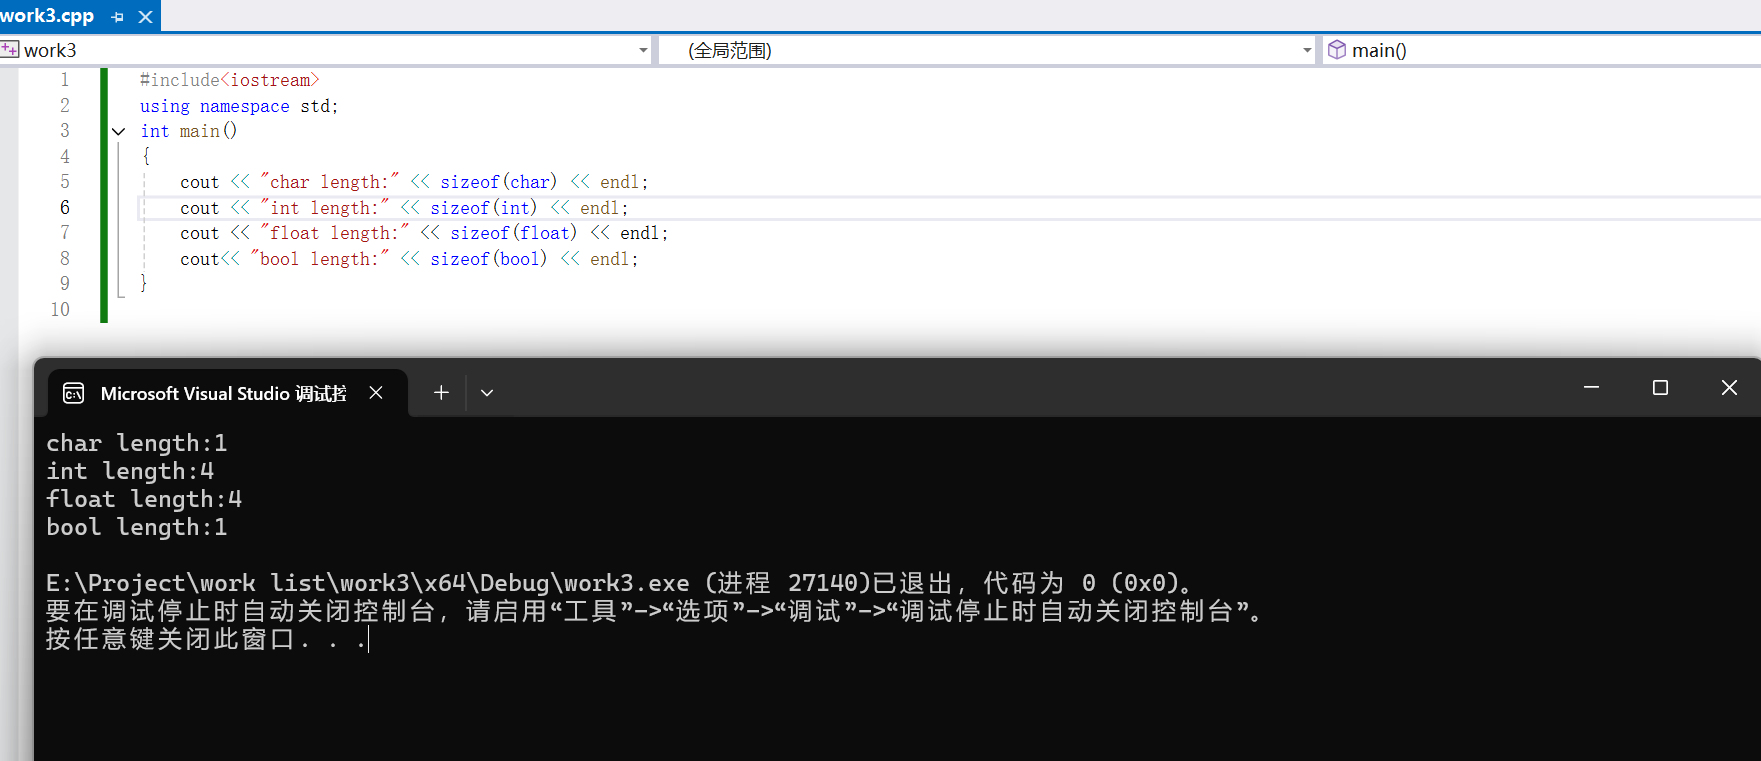 work3.cpp
work3
(全局范围)
main()
1 #include<iostream>
2 using namespace std;
3 int main()
4 {
5 cout << "char length:" << sizeof(char) << endl;
6 cout << "int length:" << sizeof(int) << endl;
7 cout << "float length:" << sizeof(float) << endl;
8 cout<< "bool length:" << sizeof(bool) << endl;
9 }
10
Microsoft Visual Studio 调试控
char length:1
int length:4
float length:4
bool length:1
E:\Project\work list\work3\x64\Debug\work3.exe (进程 27140)已退出，代码为 0 (0x0)。
要在调试停止时自动关闭控制台，请启用“工具”->“选项”->“调试”->“调试停止时自动关闭控制台”。
按任意键关闭此窗口. . .